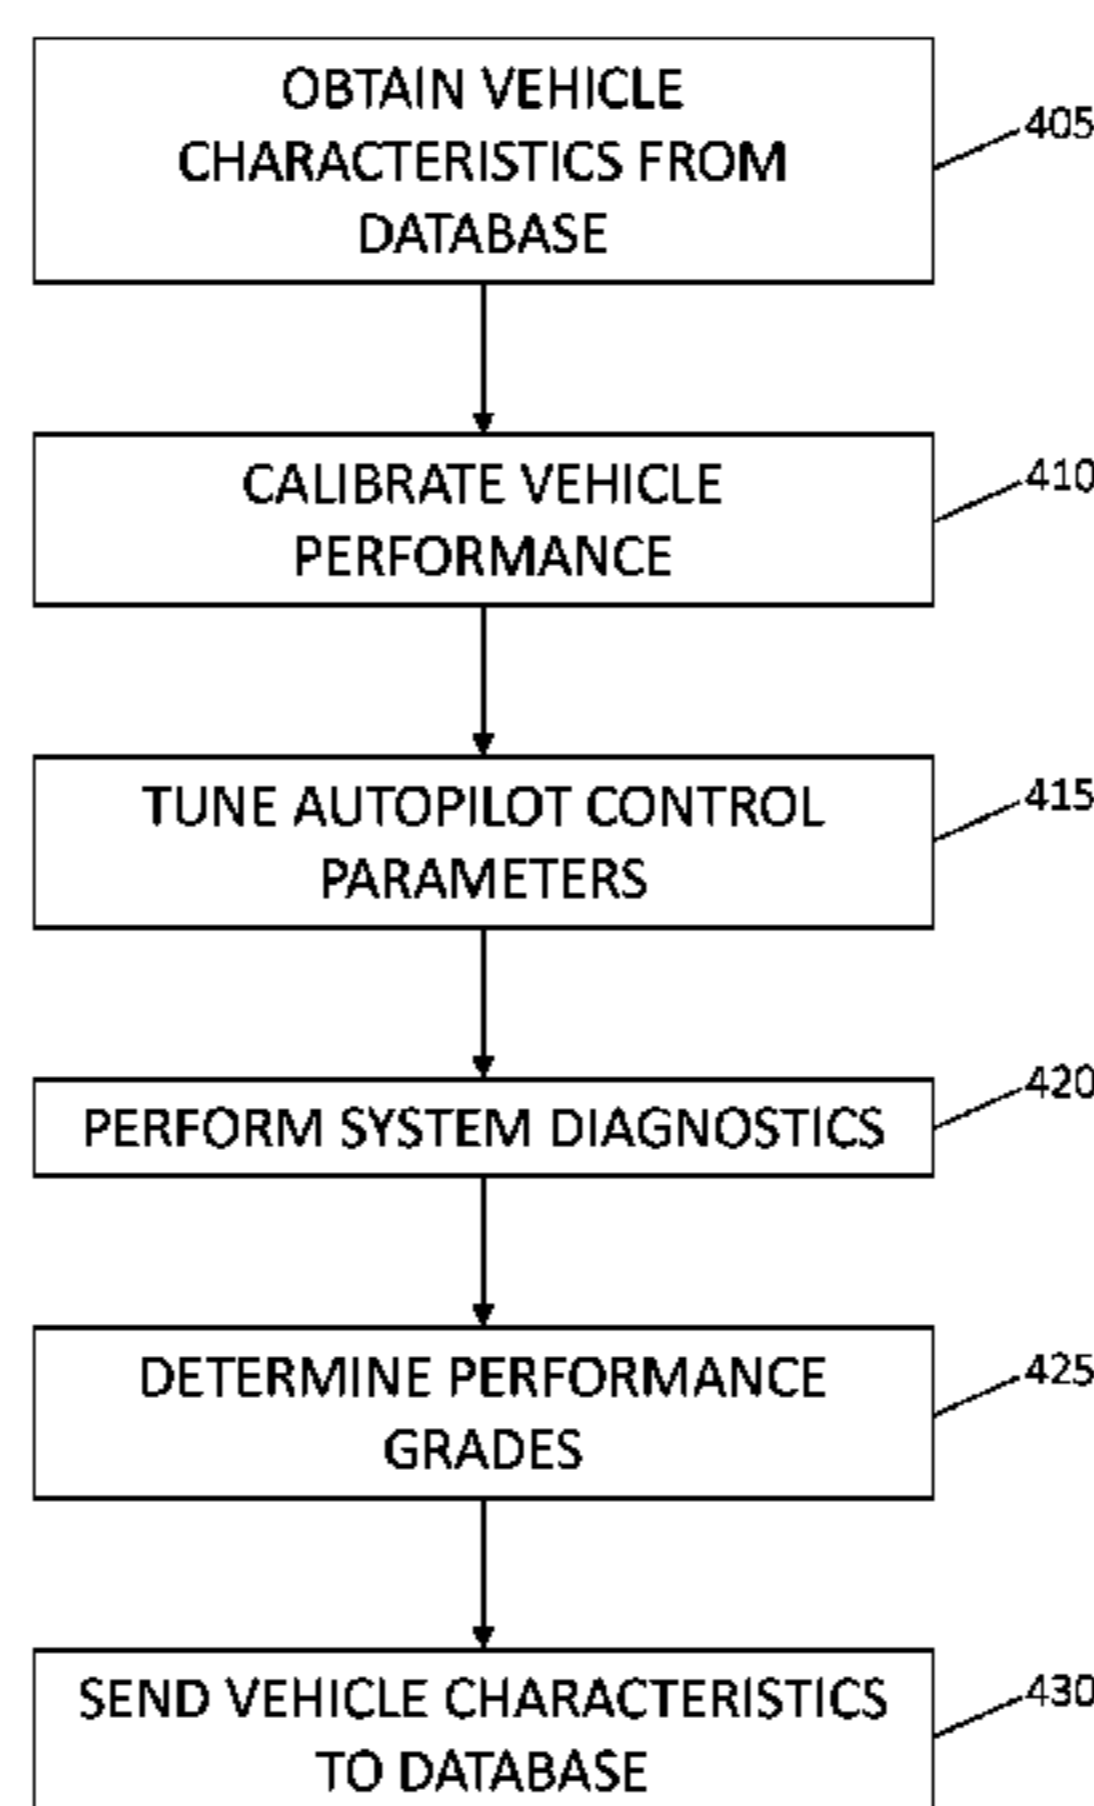 OBTAIN VEHICLE
CHARACTERISTICS FROM
DATABASE
405
CALIBRATE VEHICLE
PERFORMANCE
410
TUNE AUTOPILOT CONTROL
PARAMETERS
415
PERFORM SYSTEM DIAGNOSTICS
420
DETERMINE PERFORMANCE
GRADES
425
SEND VEHICLE CHARACTERISTICS
TO DATABASE
430